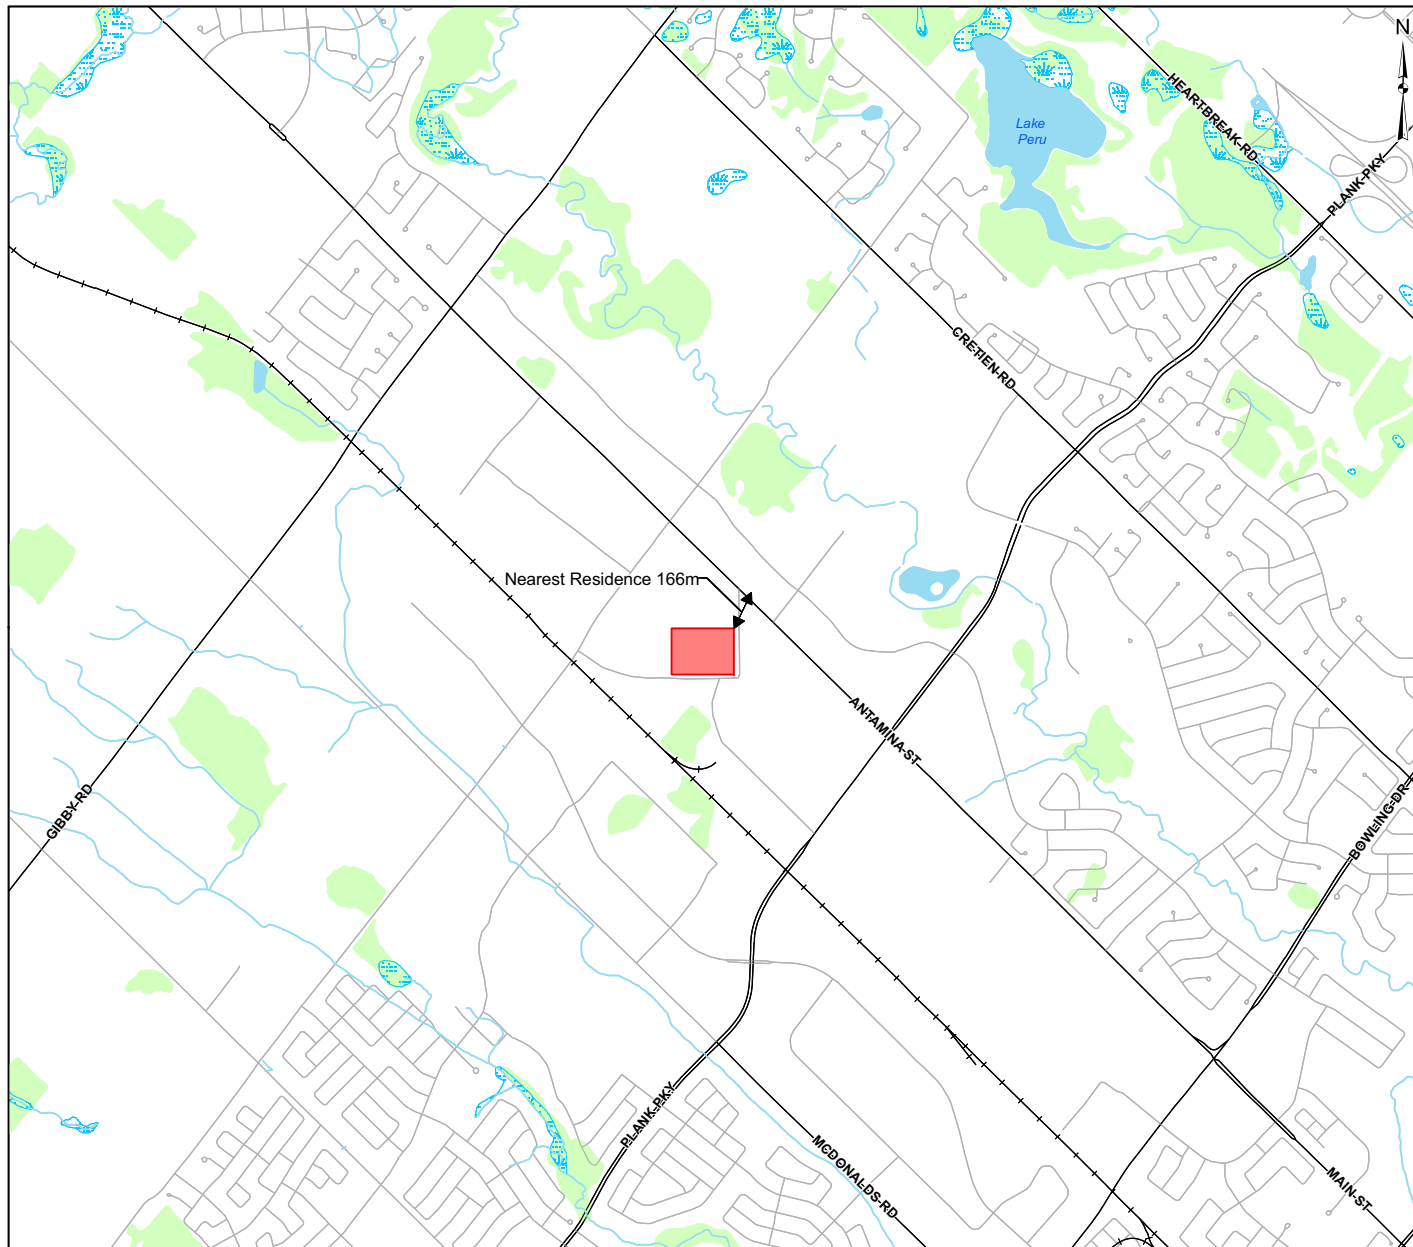 N
HEARTBREAK-RD
Lake
Peru
PLANK-PKY
CRETIEN-RD
Nearest Residence 166m
ANTAMINA-ST
GIBBY-RD
BOWLING-DR
PLANK-PKY
MCDONALDS-RD
MAIN-ST